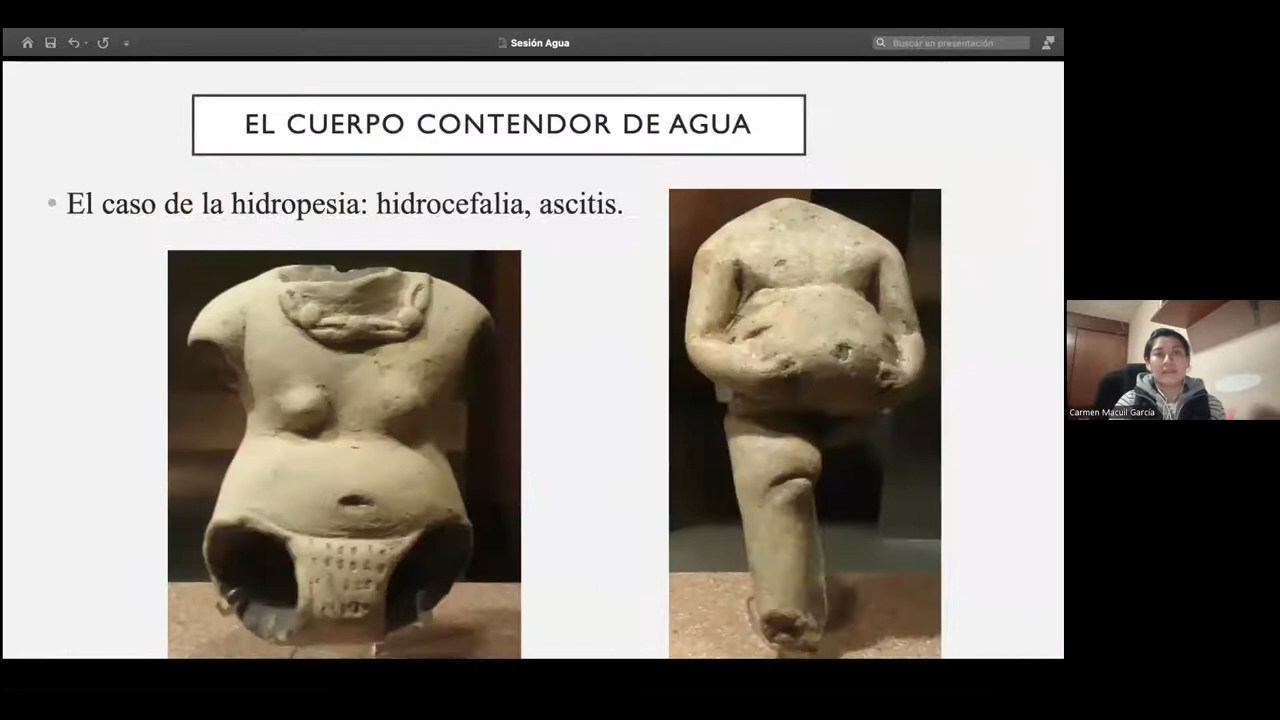 Sesión Agua
Buscar en presentación
EL CUERPO CONTENDOR DE AGUA
• El caso de la hidropesia: hidrocefalia, ascitis.
Carmen Macuil García